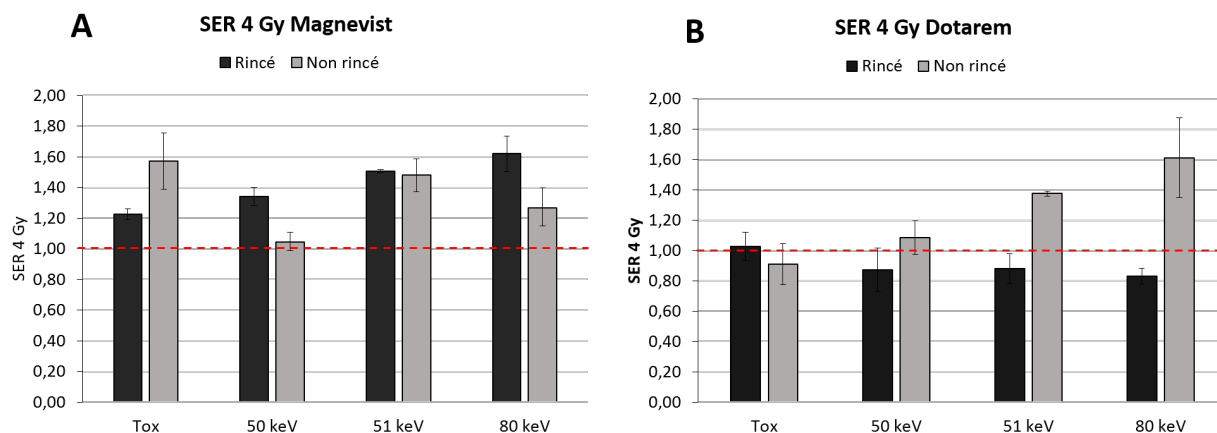 A
SER 4 Gy Magnevist
Rincé Non rincé
SER 4 Gy
2,00
1,80
1,60
1,40
1,20
1,00
0,80
0,60
0,40
0,20
0,00
Tox 50 keV 51 keV 80 keV
B
SER 4 Gy Dotarem
Rincé Non rincé
SER 4 Gy
2,00
1,80
1,60
1,40
1,20
1,00
0,80
0,60
0,40
0,20
0,00
Tox 50 keV 51 keV 80 keV